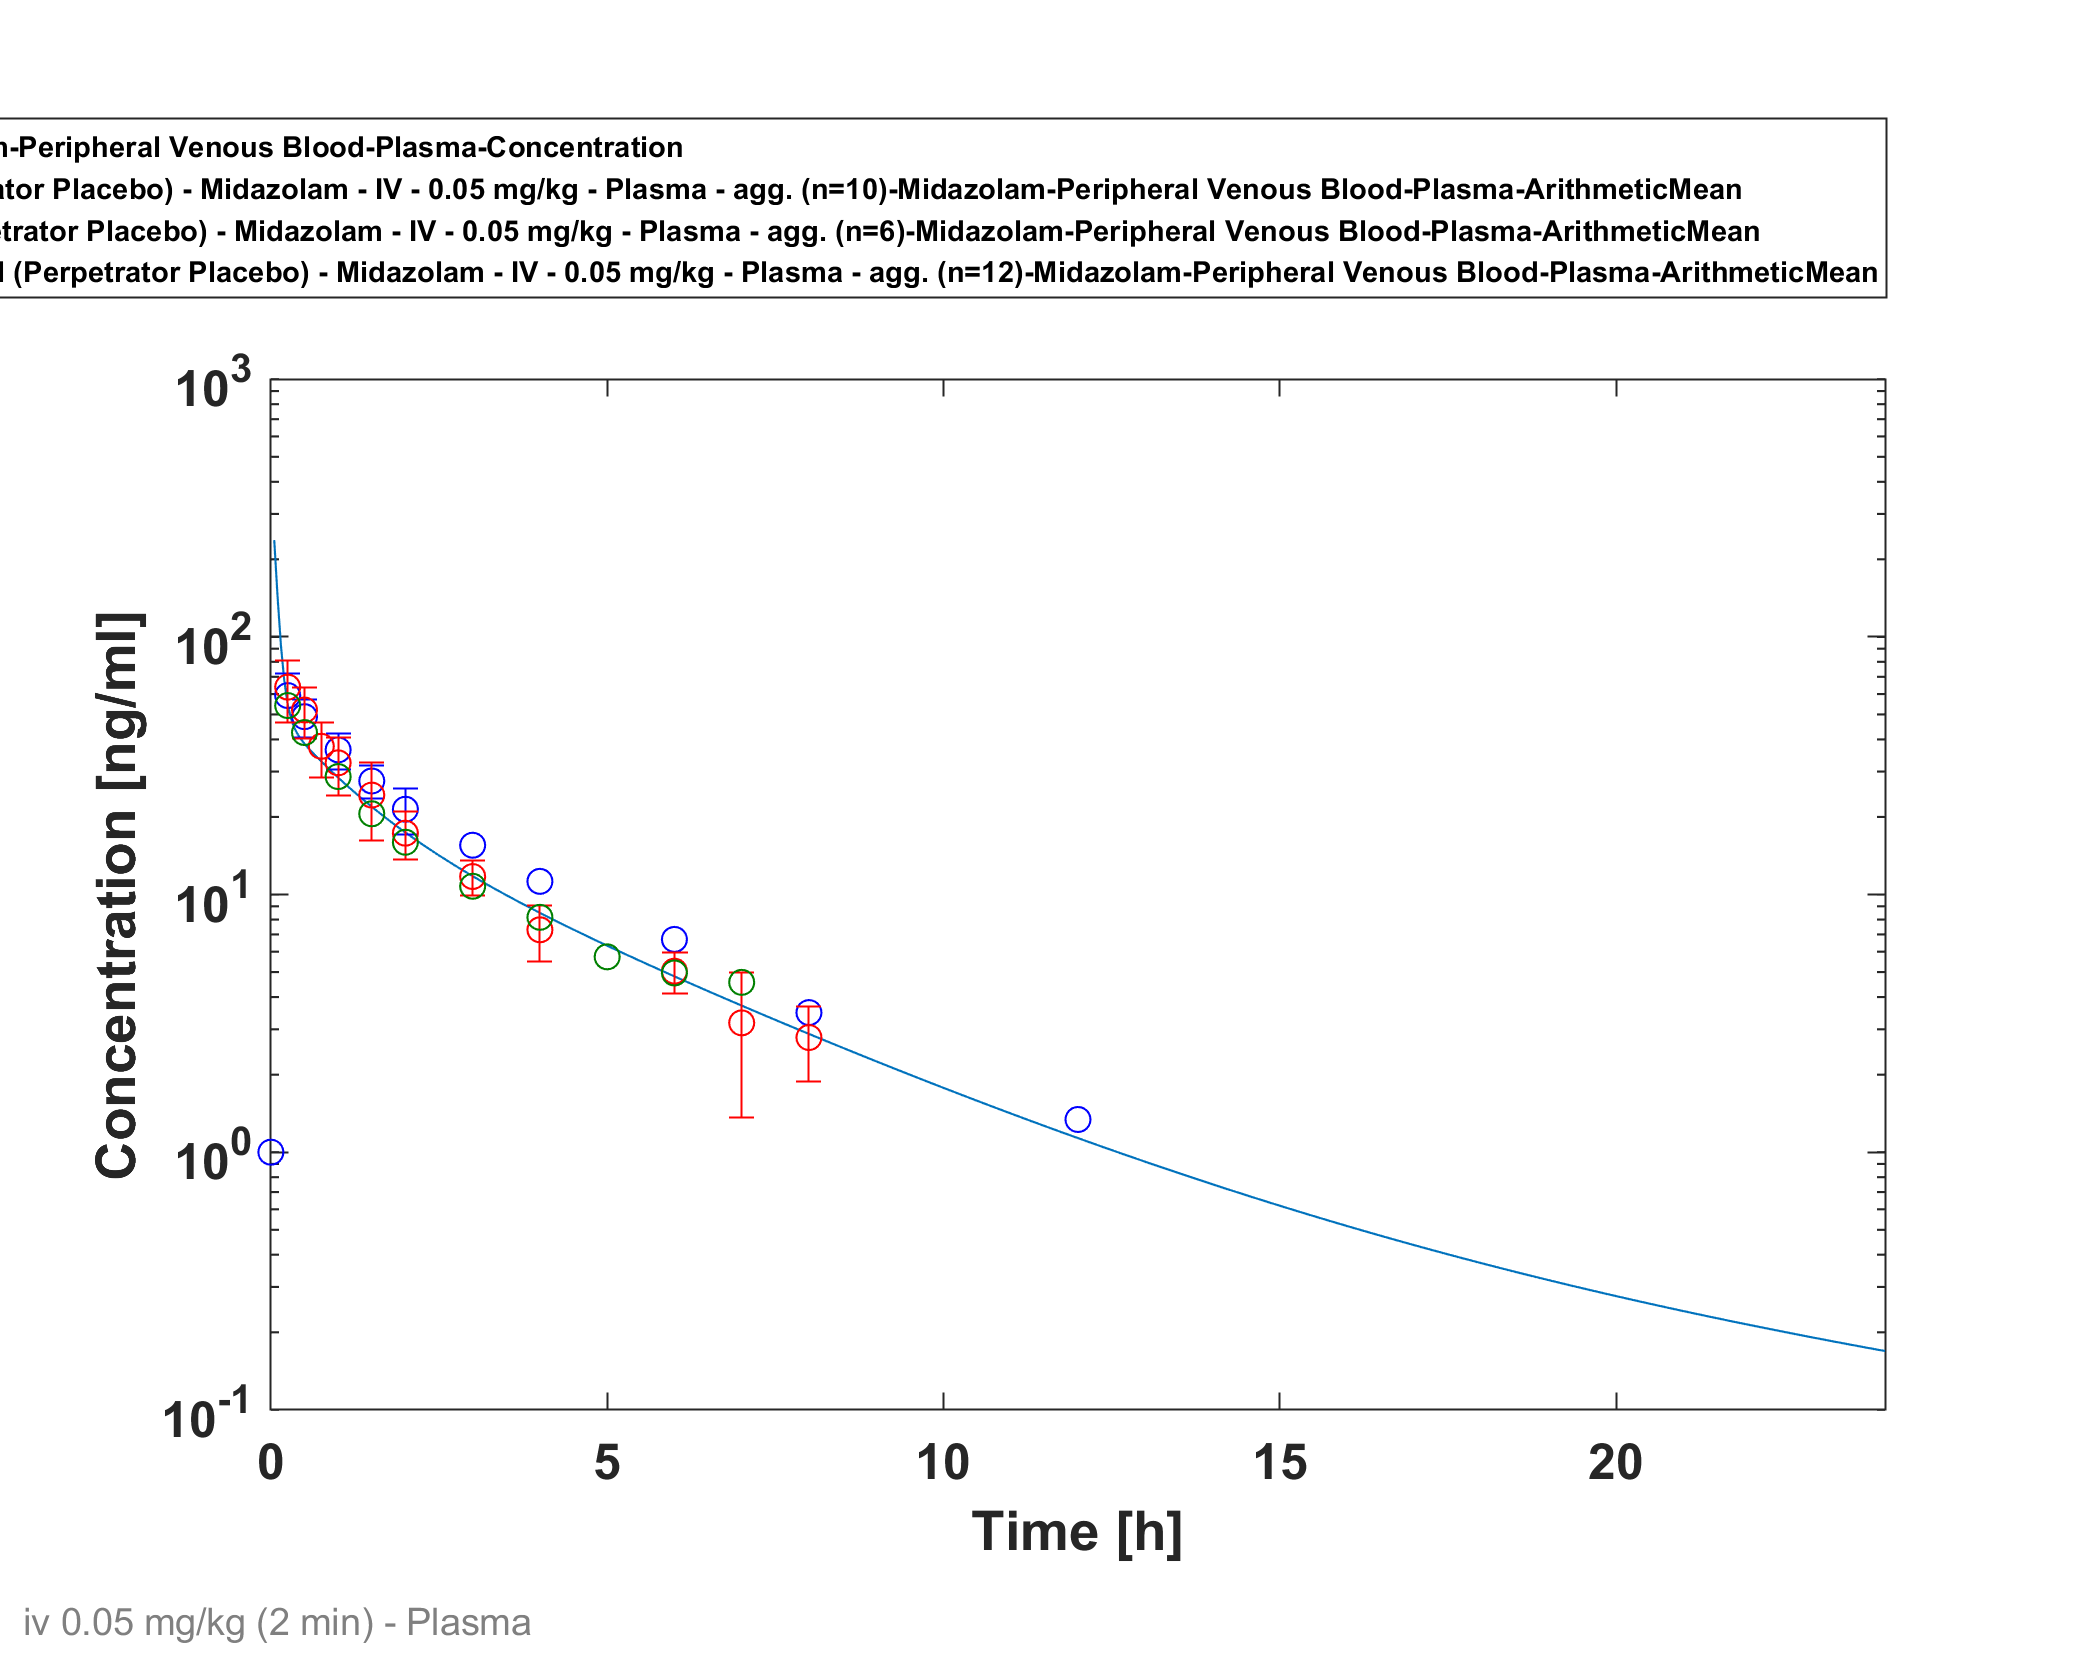 -Peripheral Venous Blood-Plasma-Concentration
Placebo) - Midazolam - IV - 0.05 mg/kg - Plasma - agg. (n=10)-Midazolam-Peripheral Venous Blood-Plasma-ArithmeticMean
Placebo) - Midazolam - IV - 0.05 mg/kg - Plasma - agg. (n=6)-Midazolam-Peripheral Venous Blood-Plasma-ArithmeticMean
(Perpetrator Placebo) - Midazolam - IV - 0.05 mg/kg - Plasma - agg. (n=12)-Midazolam-Peripheral Venous Blood-Plasma-ArithmeticMean
10^3
10^2
10^1
10^0
10^-1
Concentration [ng/ml]
0 5 10 15 20
Time [h]
iv 0.05 mg/kg (2 min) - Plasma